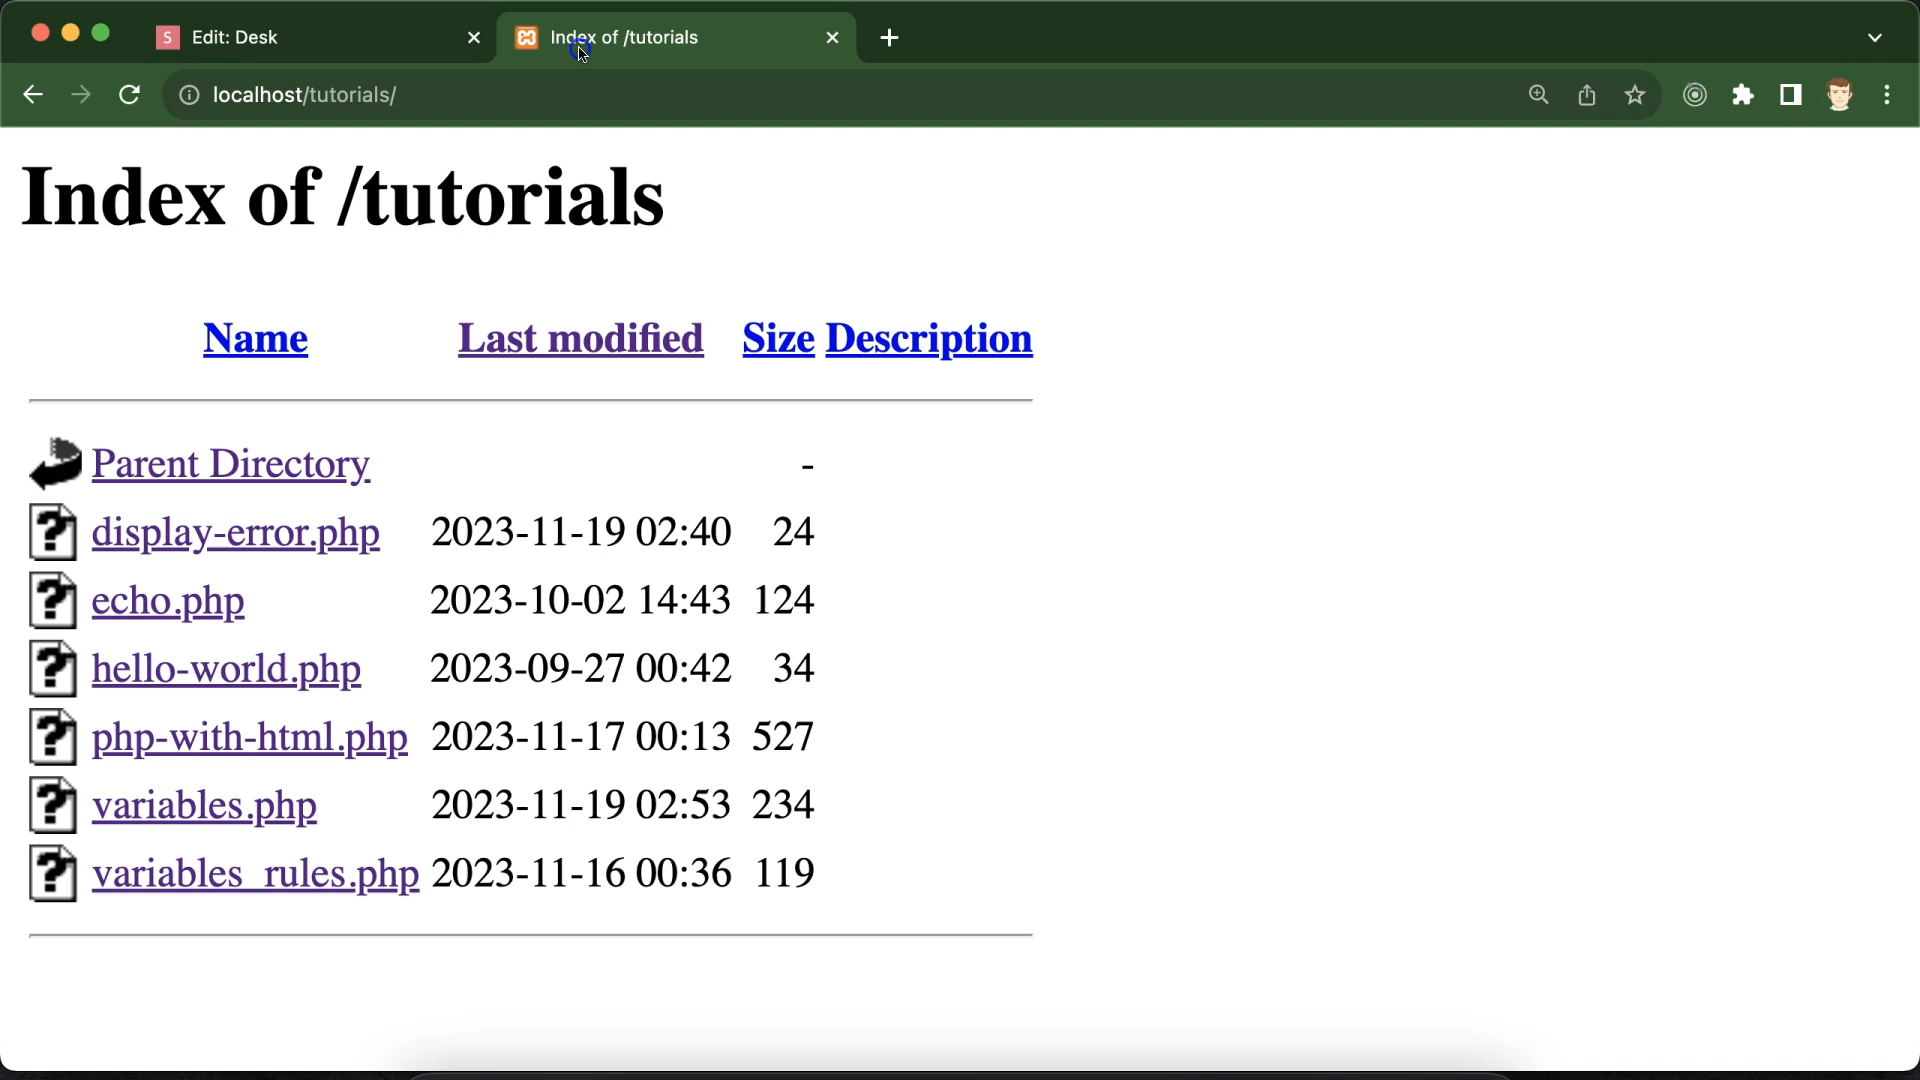 S Edit: Desk
Index of /tutorials
localhost/tutorials/
Index of /tutorials
Name Last modified Size Description
Parent Directory -
display-error.php 2023-11-19 02:40 24
echo.php 2023-10-02 14:43 124
hello-world.php 2023-09-27 00:42 34
php-with-html.php 2023-11-17 00:13 527
variables.php 2023-11-19 02:53 234
variables_rules.php 2023-11-16 00:36 119